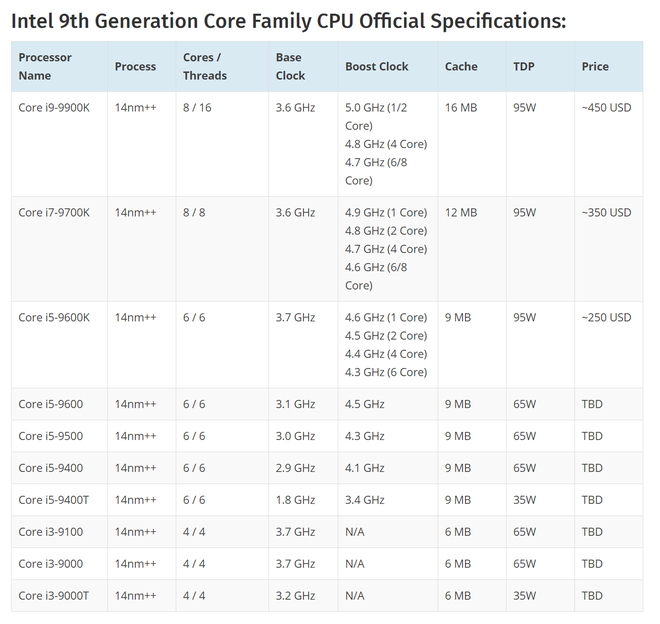 Intel 9th Generation Core Family CPU Official Specifications:
Processor Name Process Cores / Threads Base Clock Boost Clock Cache TDP Price
Core i9-9900K 14nm++ 8 / 16 3.6 GHz 5.0 GHz (1/2 Core) 16 MB 95W ~450 USD
4.8 GHz (4 Core)
4.7 GHz (6/8 Core)
Core i7-9700K 14nm++ 8 / 8 3.6 GHz 4.9 GHz (1 Core) 12 MB 95W ~350 USD
4.8 GHz (2 Core)
4.7 GHz (4 Core)
4.6 GHz (6/8 Core)
Core i5-9600K 14nm++ 6 / 6 3.7 GHz 4.6 GHz (1 Core) 9 MB 95W ~250 USD
4.5 GHz (2 Core)
4.4 GHz (4 Core)
4.3 GHz (6 Core)
Core i5-9600 14nm++ 6 / 6 3.1 GHz 4.5 GHz 9 MB 65W TBD
Core i5-9500 14nm++ 6 / 6 3.0 GHz 4.3 GHz 9 MB 65W TBD
Core i5-9400 14nm++ 6 / 6 2.9 GHz 4.1 GHz 9 MB 65W TBD
Core i5-9400T 14nm++ 6 / 6 1.8 GHz 3.4 GHz 9 MB 35W TBD
Core i3-9100 14nm++ 4 / 4 3.7 GHz N/A 6 MB 65W TBD
Core i3-9000 14nm++ 4 / 4 3.7 GHz N/A 6 MB 65W TBD
Core i3-9000T 14nm++ 4 / 4 3.2 GHz N/A 6 MB 35W TBD